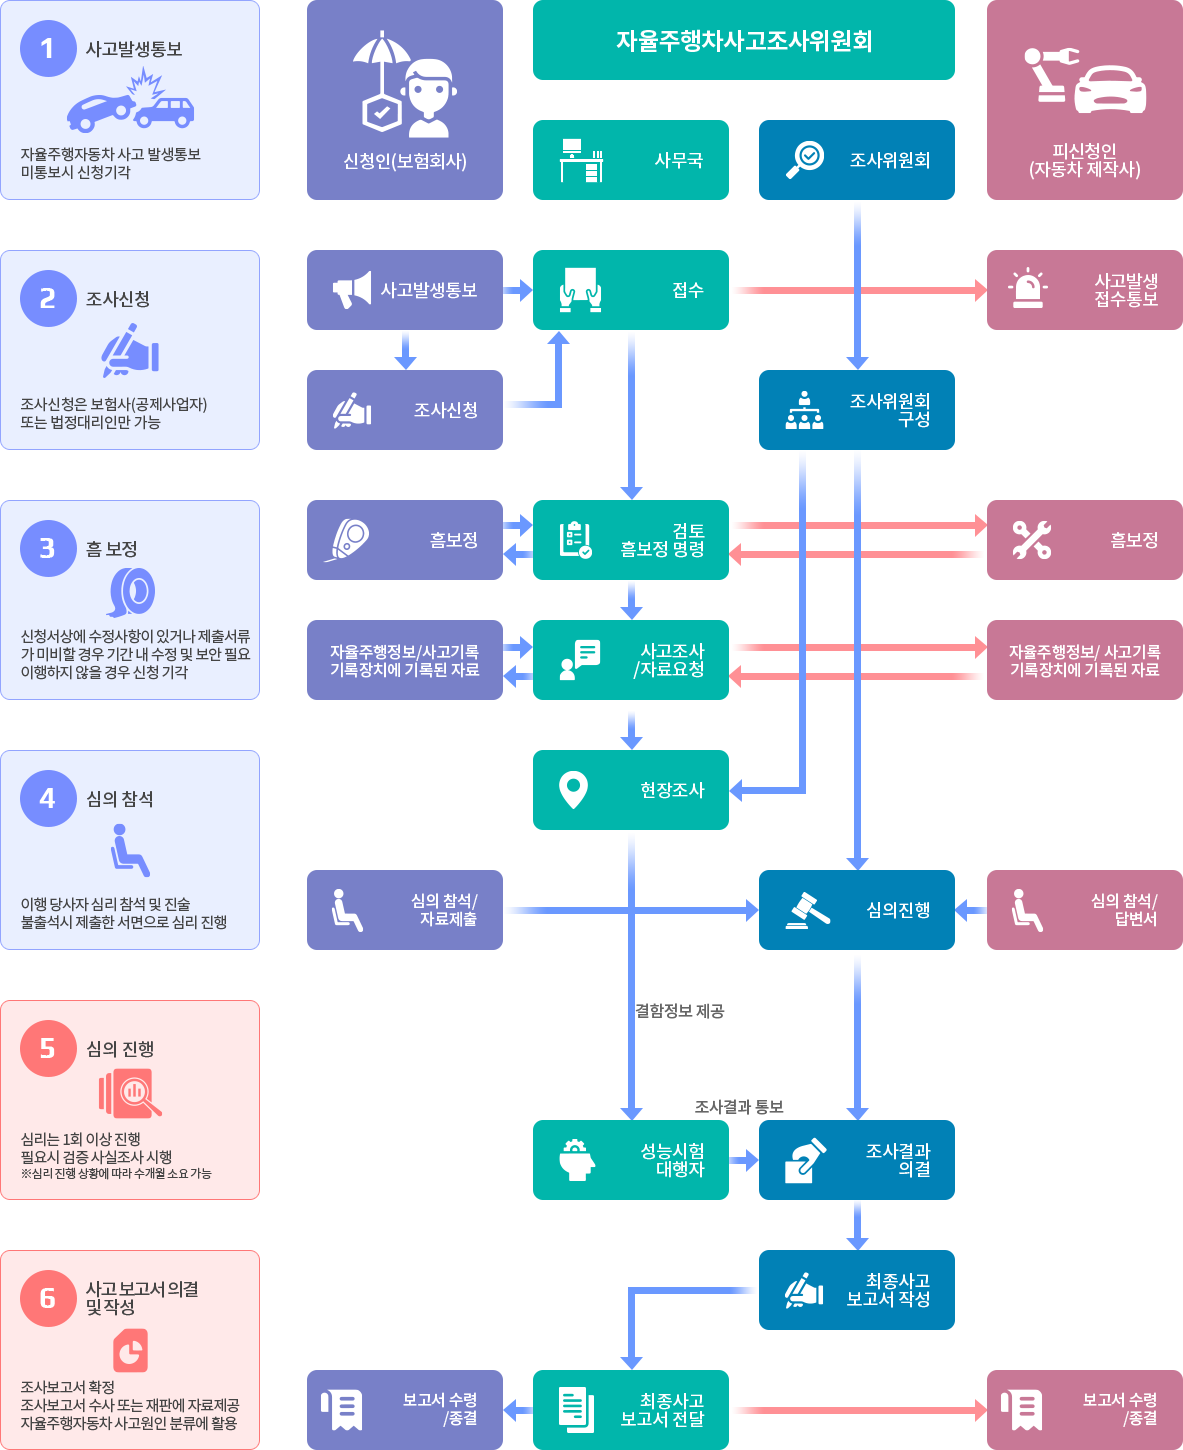 1
사고발생통보
자율주행자동차 사고 발생통보
미통보시 신청기각
신청인(보험회사)
자율주행차사고조사위원회
사무국
조사위원회
피신청인
(자동차 제작사)
2
조사신청
조사신청은 보험사(공제사업자)
또는 법정대리인만 가능
사고발생통보
접수
사고발생
접수통보
조사신청
조사위원회
구성
3
흠 보정
신청서상에 수정사항이 있거나 제출서류
가 미비할 경우 기간 내 수정 및 보안 필요
이행하지 않을 경우 신청 기각
흠보정
검토
흠보정 명령
흠보정
자율주행정보/사고기록
기록장치에 기록된 자료
사고조사
/자료요청
자율주행정보/ 사고기록
기록장치에 기록된 자료
4
심의 참석
이행 당사자 심리 참석 및 진술
불출석시 제출한 서면으로 심리 진행
현장조사
심의 참석/
자료제출
심의진행
심의 참석/
답변서
5
심의 진행
심리는 1회 이상 진행
필요시 검증 사실조사 시행
※심리 진행 상황에 따라 수개월 소요 가능
결함정보 제공
조사결과 통보
성능시험
대행자
조사결과
의결
6
사고 보고서 의결
및 작성
조사보고서 확정
조사보고서 수사 또는 재판에 자료제공
자율주행자동차 사고원인 분류에 활용
최종사고
보고서 작성
보고서 수령
/종결
최종사고
보고서 전달
보고서 수령
/종결